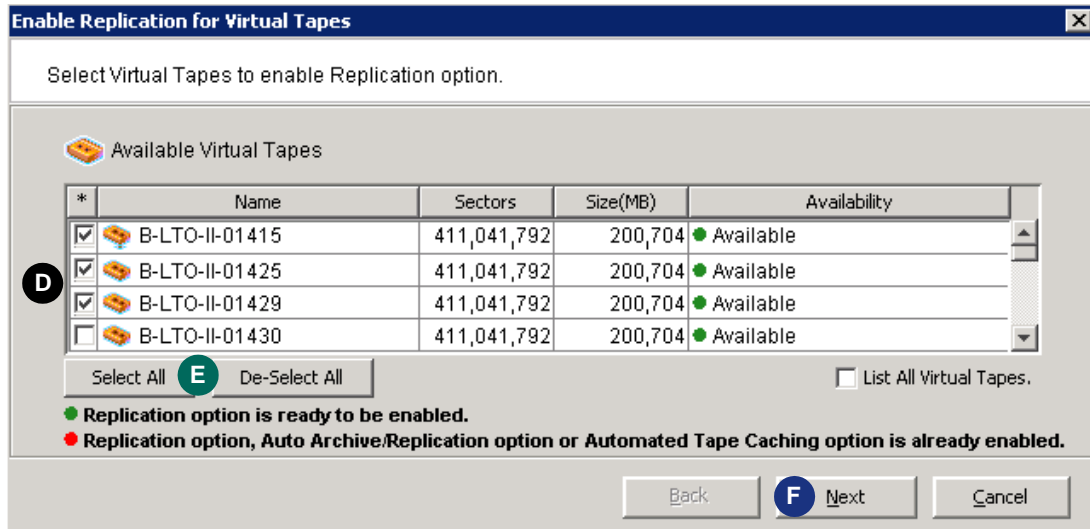 Enable Replication for Virtual Tapes
Select Virtual Tapes to enable Replication option.
Available Virtual Tapes
* Name Sectors Size(MB) Availability
B-LTO-II-01415 411,041,792 200,704 Available
D
B-LTO-II-01425 411,041,792 200,704 Available
B-LTO-II-01429 411,041,792 200,704 Available
B-LTO-II-01430 411,041,792 200,704 Available
Select All E De-Select All List All Virtual Tapes.
Replication option is ready to be enabled.
Replication option, Auto Archive/Replication option or Automated Tape Caching option is already enabled.
Back F Next Cancel